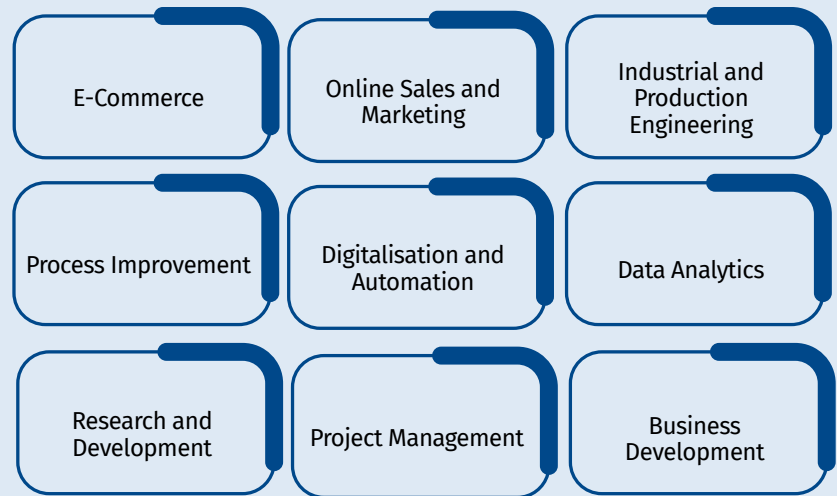 E-Commerce
Online Sales and
Marketing
Industrial and
Production
Engineering
Process Improvement
Digitalisation and
Automation
Data Analytics
Research and
Development
Project Management
Business
Development